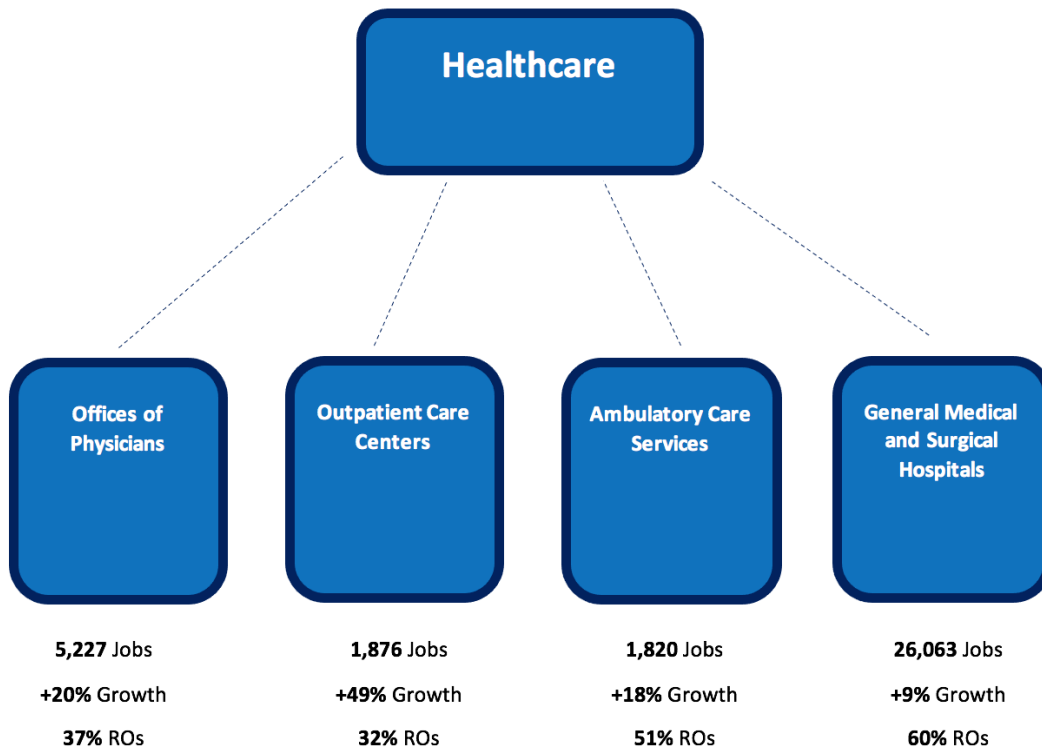 Healthcare
Offices of
Physicians
Outpatient Care
Centers
Ambulatory Care
Services
General Medical
and Surgical
Hospitals
5,227 Jobs
+20% Growth
37% ROs
1,876 Jobs
+49% Growth
32% ROs
1,820 Jobs
+18% Growth
51% ROs
26,063 Jobs
+9% Growth
60% ROs